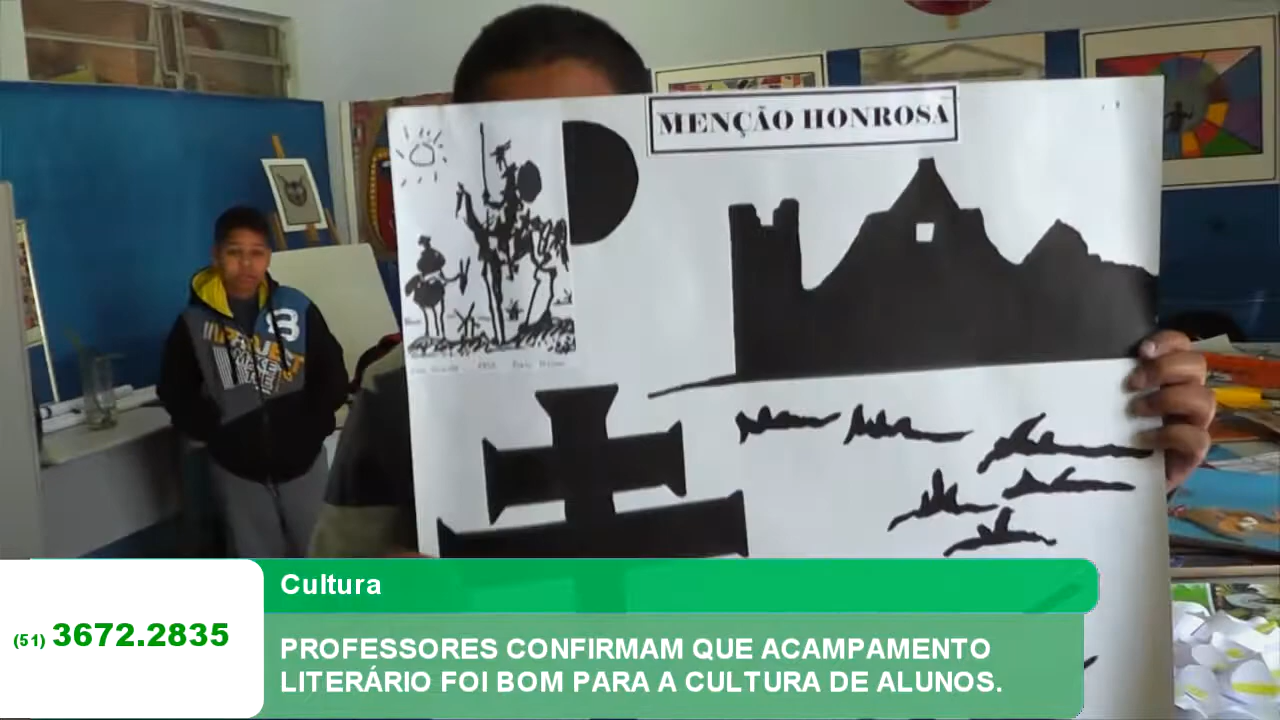 MENÇÃO HONROSA
Cultura
(51) 3672.2835
PROFESSORES CONFIRMAM QUE ACAMPAMENTO
LITERÁRIO FOI BOM PARA A CULTURA DE ALUNOS.